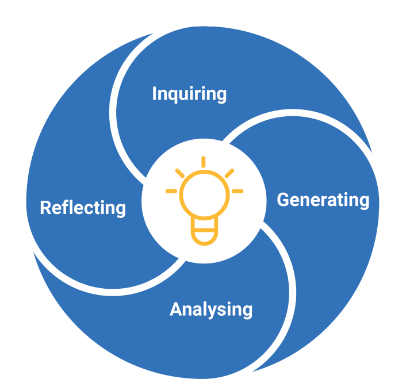 Inquiring
Generating
Reflecting
Analysing